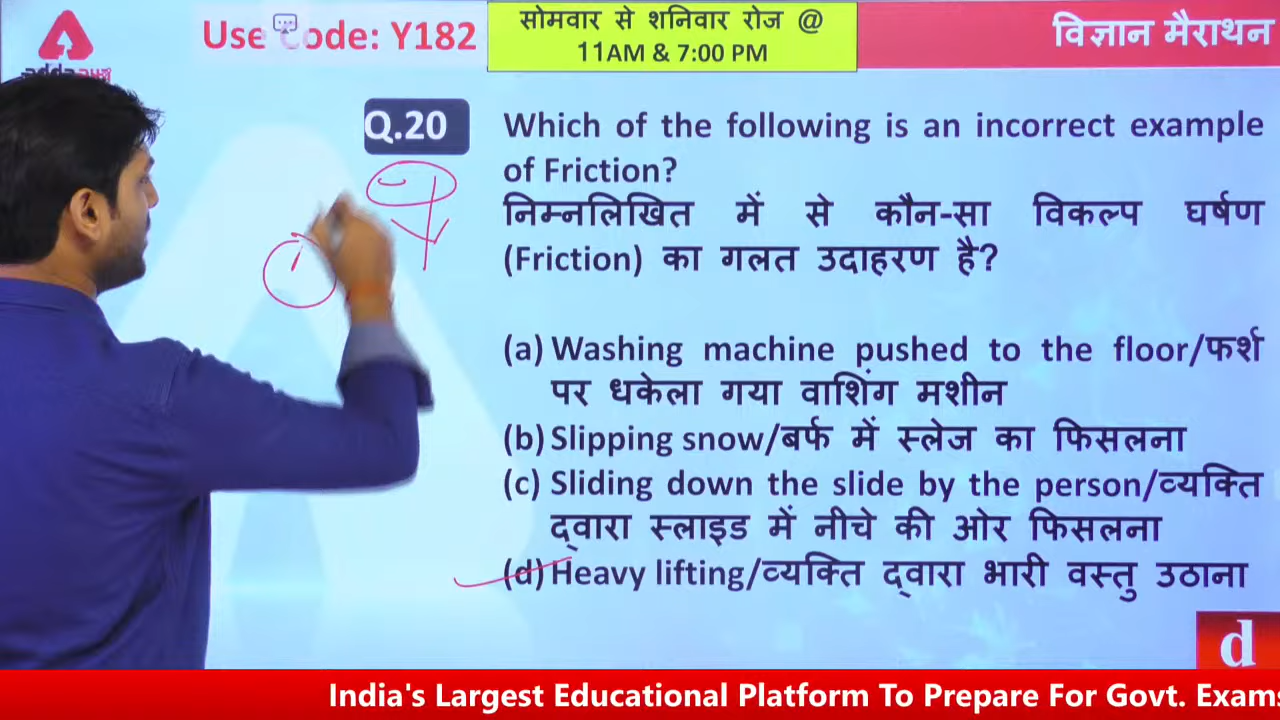 Use Code: Y182
सोमवार से शनिवार रोज @
11AM & 7:00 PM
विज्ञान मैराथन
Q.20
Which of the following is an incorrect example
of Friction?
निम्नलिखित में से कौन-सा विकल्प घर्षण
(Friction) का गलत उदाहरण है?
(a) Washing machine pushed to the floor/फर्श
पर धकेला गया वाशिंग मशीन
(b) Slipping snow/बर्फ में स्लेज का फिसलना
(c) Sliding down the slide by the person/व्यक्ति
द्वारा स्लाइड में नीचे की ओर फिसलना
(d) Heavy lifting/व्यक्ति द्वारा भारी वस्तु उठाना
d
India's Largest Educational Platform To Prepare For Govt. Exams